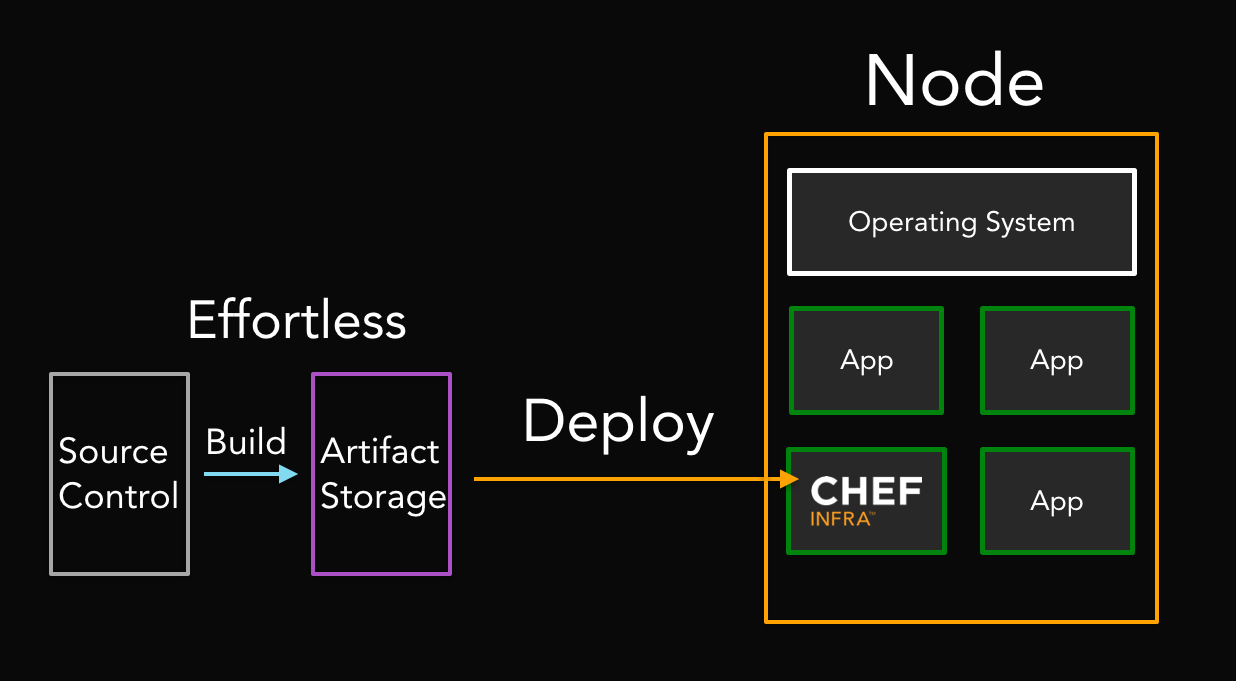 Node
Operating System
Effortless
App
App
Source
Control
Build
Artifact
Storage
Deploy
CHEF
INFRA™
App